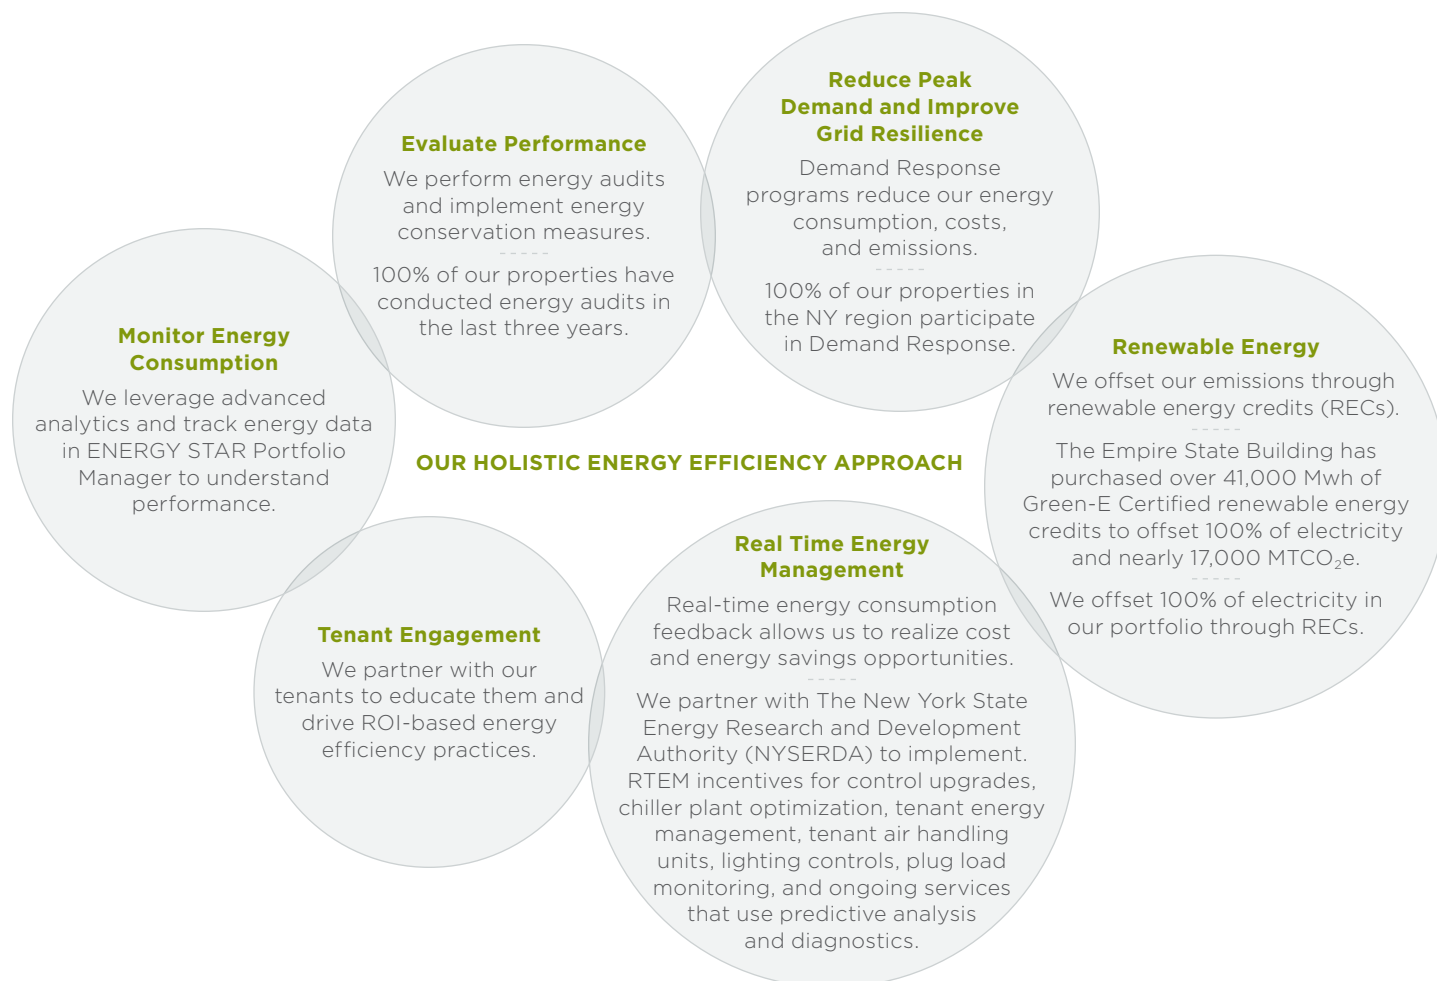 Reduce Peak
Demand and Improve
Grid Resilience
Demand Response
programs reduce our energy
consumption, costs,
and emissions.
100% of our properties in
the NY region participate
in Demand Response.
Evaluate Performance
We perform energy audits
and implement energy
conservation measures.
100% of our properties have
conducted energy audits in
the last three years.
Monitor Energy
Consumption
We leverage advanced
analytics and track energy data
in ENERGY STAR Portfolio
Manager to understand
performance.
Renewable Energy
We offset our emissions through
renewable energy credits (RECs).
The Empire State Building has
purchased over 41,000 Mwh of
Green-E Certified renewable energy
credits to offset 100% of electricity
and nearly 17,000 MTCO₂e.
We offset 100% of electricity in
our portfolio through RECs.
OUR HOLISTIC ENERGY EFFICIENCY APPROACH
Tenant Engagement
We partner with our
tenants to educate them and
drive ROI-based energy
efficiency practices.
Real Time Energy
Management
Real-time energy consumption
feedback allows us to realize cost
and energy savings opportunities.
We partner with The New York State
Energy Research and Development
Authority (NYSERDA) to implement.
RTEM incentives for control upgrades,
chiller plant optimization, tenant energy
management, tenant air handling
units, lighting controls, plug load
monitoring, and ongoing services
that use predictive analysis
and diagnostics.